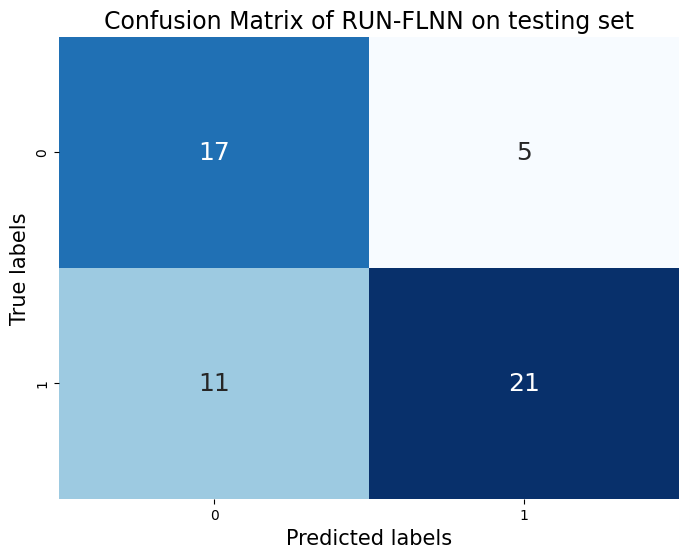 Confusion Matrix of RUN-FLNN on testing set
True labels
0
17
5
1
11
21
0
1
Predicted labels